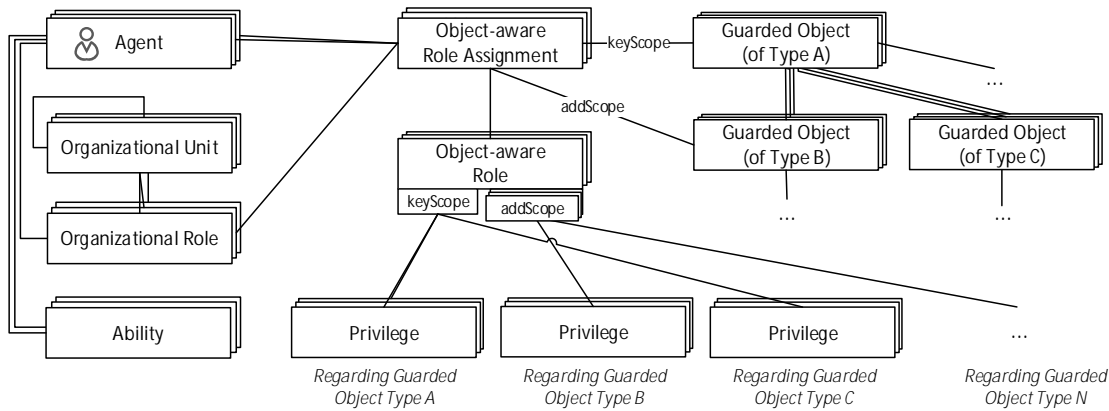 Agent
Object-aware
Role Assignment
keyScope
Guarded Object
(of Type A)
...
addScope
Organizational Unit
Object-aware
Role
Guarded Object
(of Type B)
Guarded Object
(of Type C)
keyScope
addScope
...
...
Organizational Role
Ability
Privilege
Privilege
Privilege
...
Regarding Guarded
Object Type A
Regarding Guarded
Object Type B
Regarding Guarded
Object Type C
Regarding Guarded
Object Type N